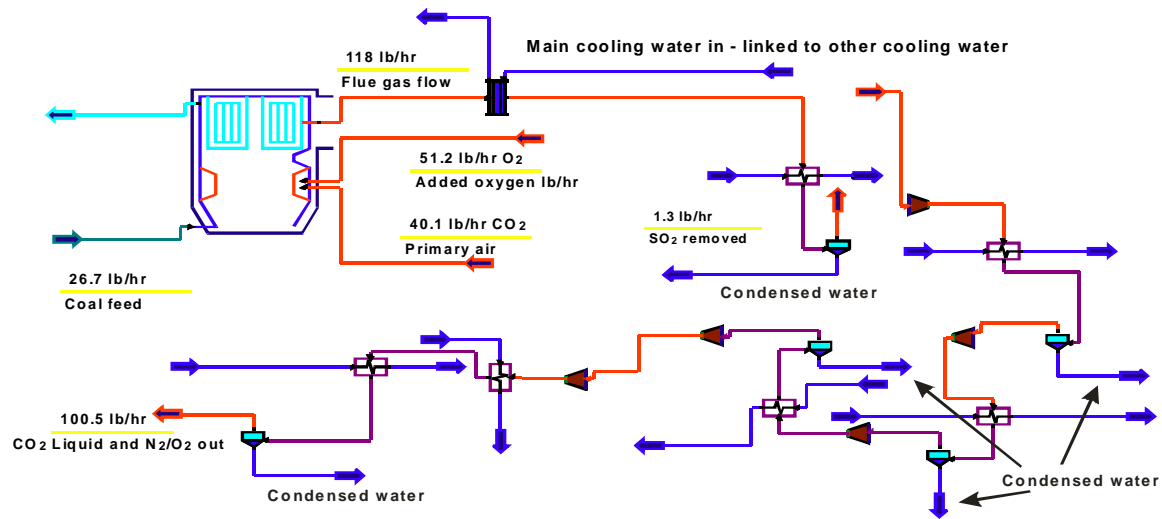 Main cooling water in - linked to other cooling water
118 lb/hr
Flue gas flow
51.2 lb/hr O2
Added oxygen lb/hr
40.1 lb/hr CO2
Primary air
1.3 lb/hr
SO2 removed
26.7 lb/hr
Coal feed
Condensed water
100.5 lb/hr
CO2 Liquid and N2/O2 out
Condensed water
Condensed water